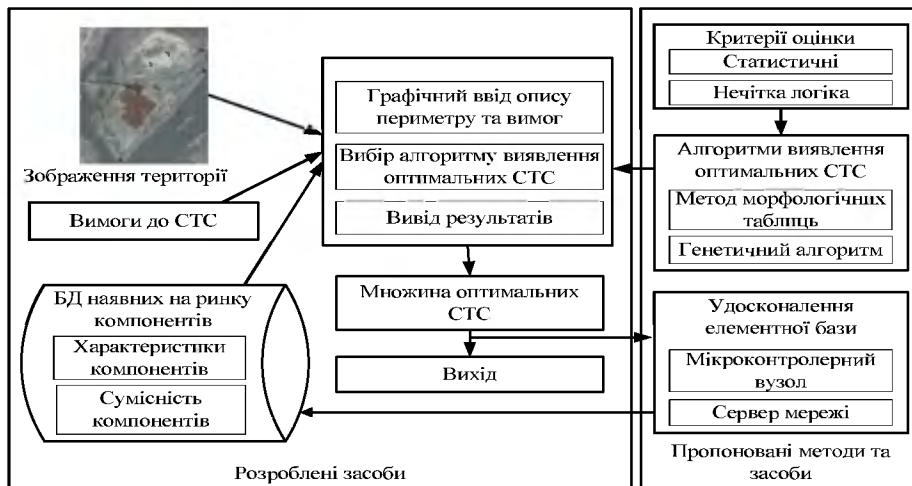 Зображення території
Вимоги до СТС
БД наявних на ринку
компонентів
Характеристики
компонентів
Сумісність
компонентів
Графічний ввід опису
периметру та вимог
Вибір алгоритму виявлення
оптимальних СТС
Вивід результатів
Множина оптимальних
СТС
Вихід
Розроблені засоби
Критерії оцінки
Статистичні
Нечітка логіка
Алгоритми виявлення
оптимальних СТС
Метод морфологічних
таблиць
Генетичний алгоритм
Удосконалення
елементної бази
Мікроконтролерний
вузол
Сервер мережі
Пропоновані методи та
засоби